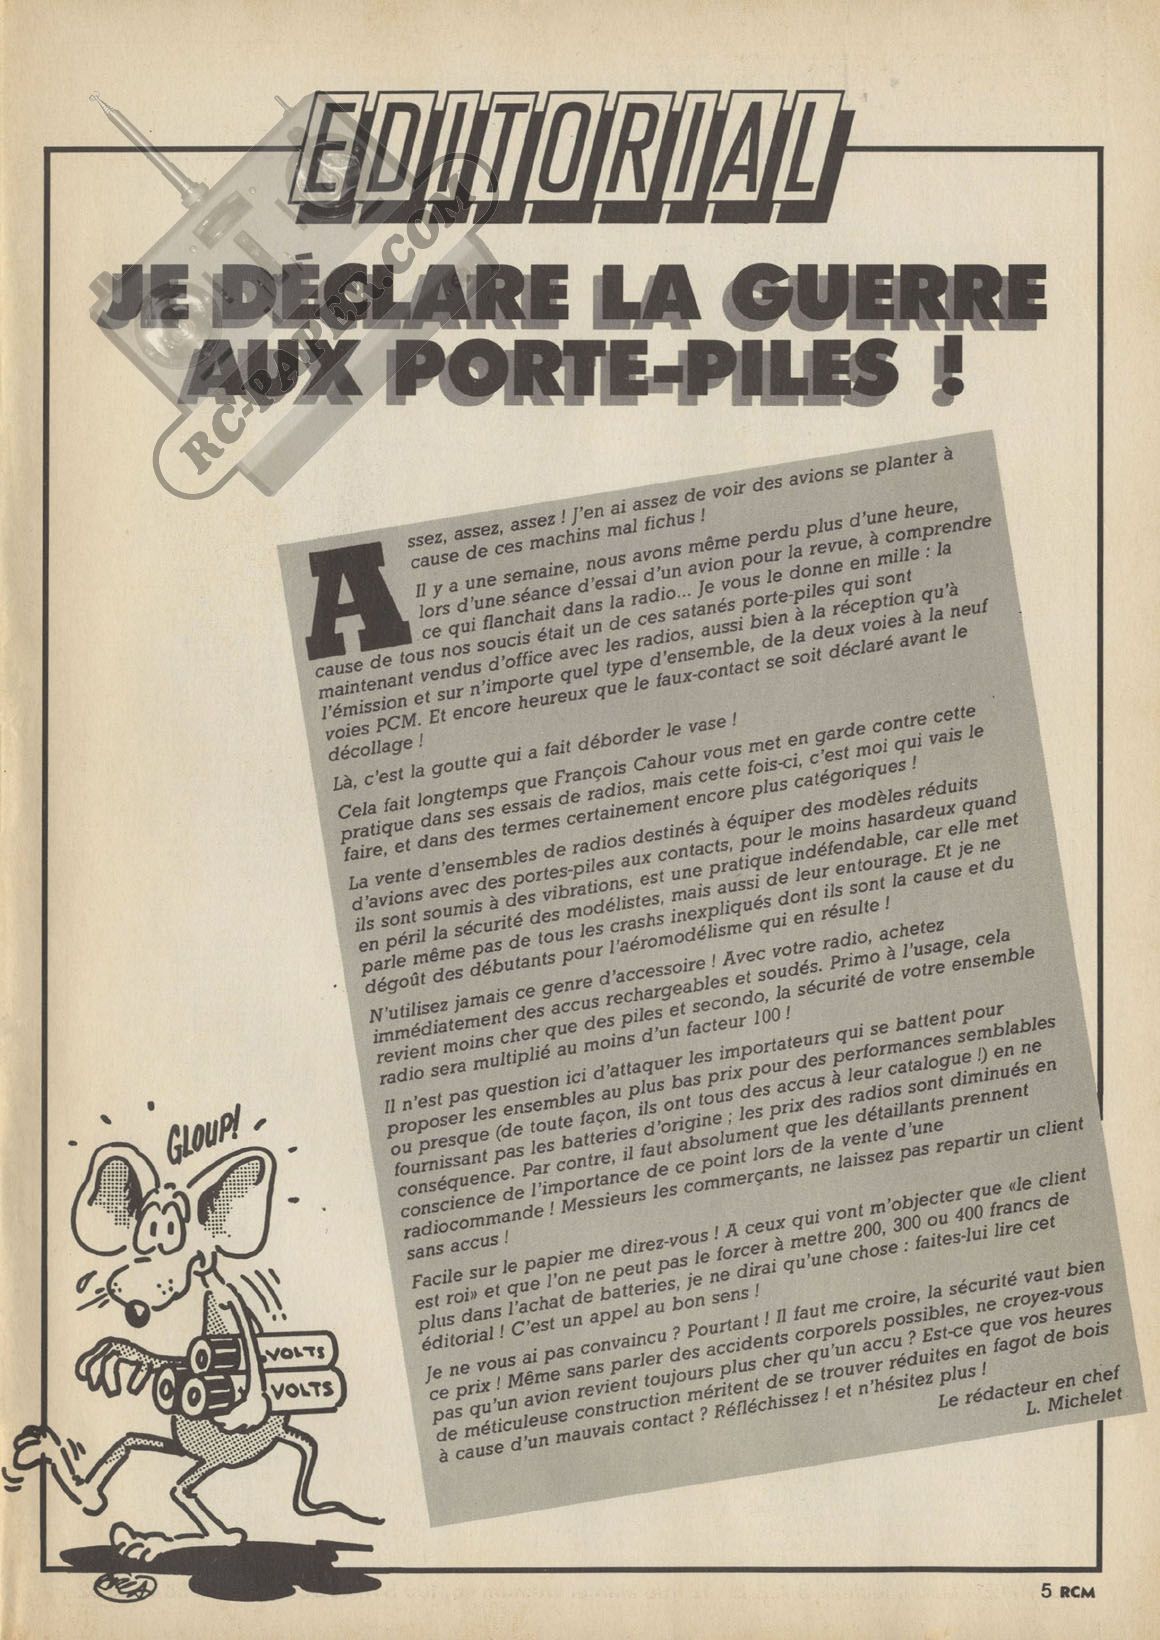 EDITORIAL
JE DÉCLARE LA GUERRE
AUX PORTE-PILES !
RC-PAPER.COM
Assez, assez, assez ! J'en ai assez de voir des avions se planter à
cause de ces machins mal fichus !
Il y a une semaine, nous avons même perdu plus d'une heure,
lors d'une séance d'essai d'un avion pour la revue, à comprendre
ce qui flanchait dans la radio... Je vous le donne en mille : la
cause de tous nos soucis était un de ces satanés porte-piles qui sont
maintenant vendus d'office avec les radios, aussi bien à la réception qu'à
l'émission et sur n'importe quel type d'ensemble, de la deux voies à la neuf
voies PCM. Et encore heureux que le faux-contact se soit déclaré avant le
décollage !
Là, c'est la goutte qui a fait déborder le vase !
Cela fait longtemps que François Cahour vous met en garde contre cette
pratique dans ses essais de radios, mais cette fois-ci, c'est moi qui vais le
faire, et dans des termes certainement encore plus catégoriques !
La vente d'ensembles de radios destinés à équiper des modèles réduits
d'avions avec des portes-piles aux contacts, pour le moins hasardeux quand
ils sont soumis à des vibrations, est une pratique indéfendable, car elle met
en péril la sécurité des modélistes, mais aussi de leur entourage. Et je ne
parle même pas de tous les crashs inexpliqués dont ils sont la cause et du
dégoût des débutants pour l'aéromodélisme qui en résulte !
N'utilisez jamais ce genre d'accessoire ! Avec votre radio, achetez
immédiatement des accus rechargeables et soudés. Primo à l'usage, cela
revient moins cher que des piles et secondo, la sécurité de votre ensemble
radio sera multiplié au moins d'un facteur 100 !
Il n'est pas question ici d'attaquer les importateurs qui se battent pour
proposer les ensembles au plus bas prix pour des performances semblables
ou presque (de toute façon, ils ont tous des accus à leur catalogue !) en ne
fournissant pas les batteries d'origine ; les prix des radios sont diminués en
conséquence. Par contre, il faut absolument que les détaillants prennent
conscience de l'importance de ce point lors de la vente d'une
radiocommande ! Messieurs les commerçants, ne laissez pas repartir un client
sans accus !
Facile sur le papier me direz-vous ! A ceux qui vont m'objecter que «le client
est roi» et que l'on ne peut pas le forcer à mettre 200, 300 ou 400 francs de
plus dans l'achat de batteries, je ne dirai qu'une chose : faites-lui lire cet
éditorial ! C'est un appel au bon sens !
Je ne vous ai pas convaincu ? Pourtant ! Il faut me croire, la sécurité vaut bien
ce prix ! Même sans parler des accidents corporels possibles, ne croyez-vous
pas qu'un avion revient toujours plus cher qu'un accu ? Est-ce que vos heures
de méticuleuse construction méritent de se trouver réduites en fagot de bois
à cause d'un mauvais contact ? Réfléchissez ! et n'hésitez plus !
Le rédacteur en chef
L. Michelet
GLOUP!
VOLTS
VOLTS
5 RCM